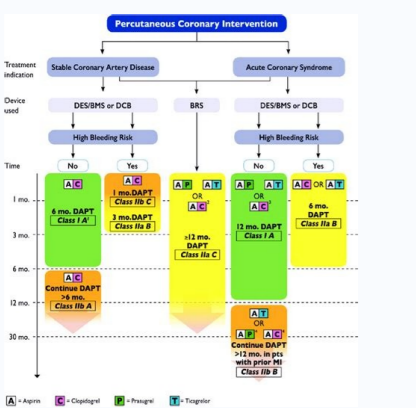 Percutaneous Coronary Intervention
Treatment indication
Stable Coronary Artery Disease
Acute Coronary Syndrome
Device used
DES/BMS or DCB
BRS
DES/BMS or DCB
High Bleeding Risk
High Bleeding Risk
Time
No
Yes
No
Yes
1 mo.
3 mo.
6 mo.
12 mo.
30 mo.
A C
6 mo. DAPT
Class I A¹
A C
Continue DAPT
>6 mo.
Class IIb A
A C
1 mo. DAPT
Class IIb C
3 mo. DAPT
Class IIa B
A P A T
OR
A C
≥12 mo.
DAPT
Class IIa C
A P A T
OR
A C
12 mo. DAPT
Class I A
A T
OR
A P A C
Continue DAPT
>12 mo. in pts
with prior MI
Class IIb B
A C OR A T
6 mo.
DAPT
Class IIa B
A = Aspirin C = Clopidogrel P = Prasugrel T = Ticagrelor